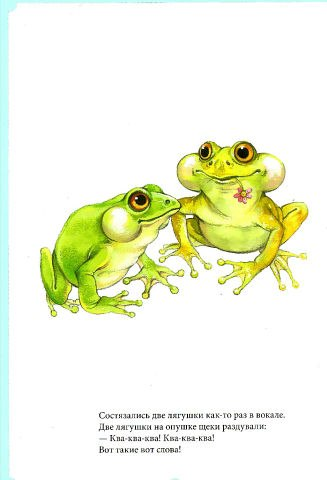 Состязались две лягушки как-то раз в вокале.
Две лягушки на опушке щеки раздували:
— Ква-ква-ква! Ква-ква-ква!
Вот такие вот слова!